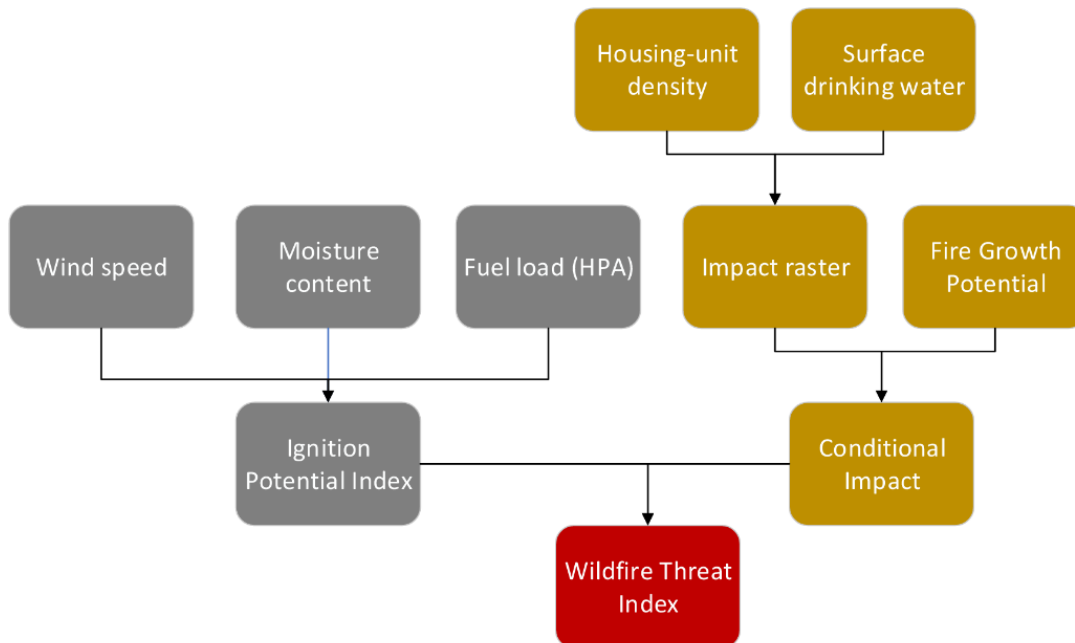 Housing-unit
density
Surface
drinking water
Wind speed
Moisture
content
Fuel load (HPA)
Impact raster
Fire Growth
Potential
Ignition
Potential Index
Conditional
Impact
Wildfire Threat
Index